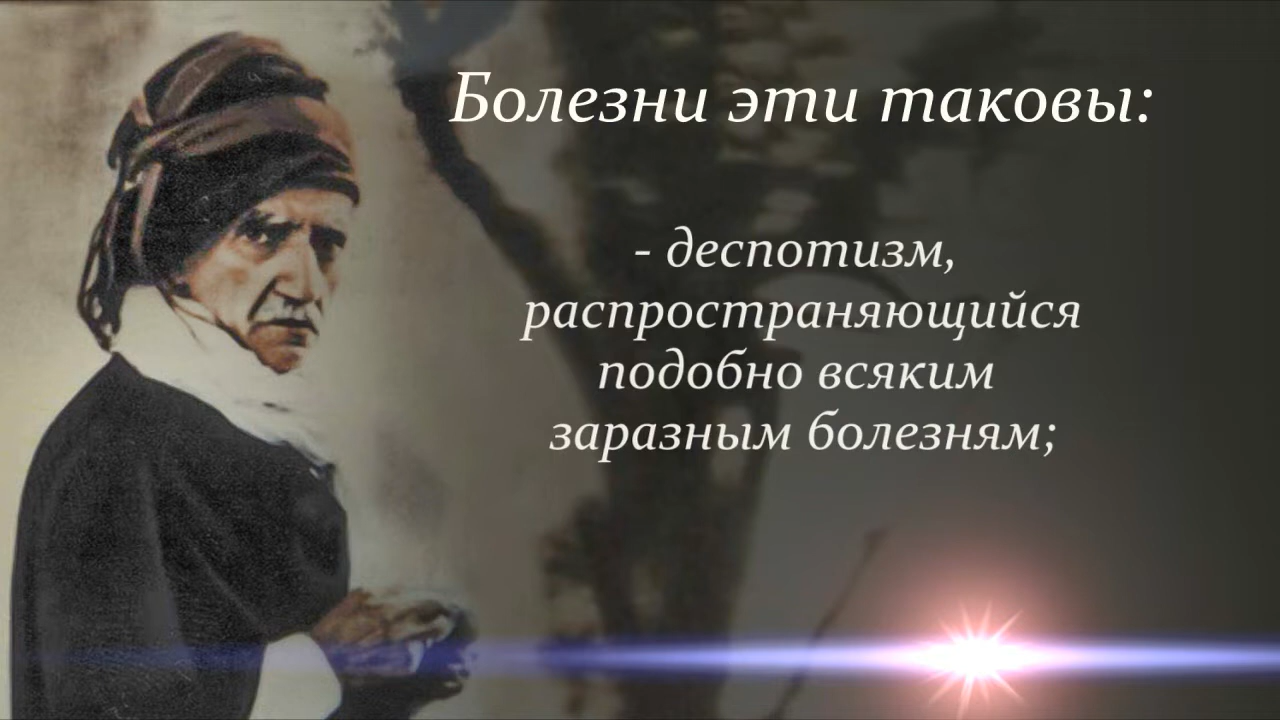 Болезни эти таковы:
- деспотизм,
распространяющийся
подобно всяким
заразным болезням;